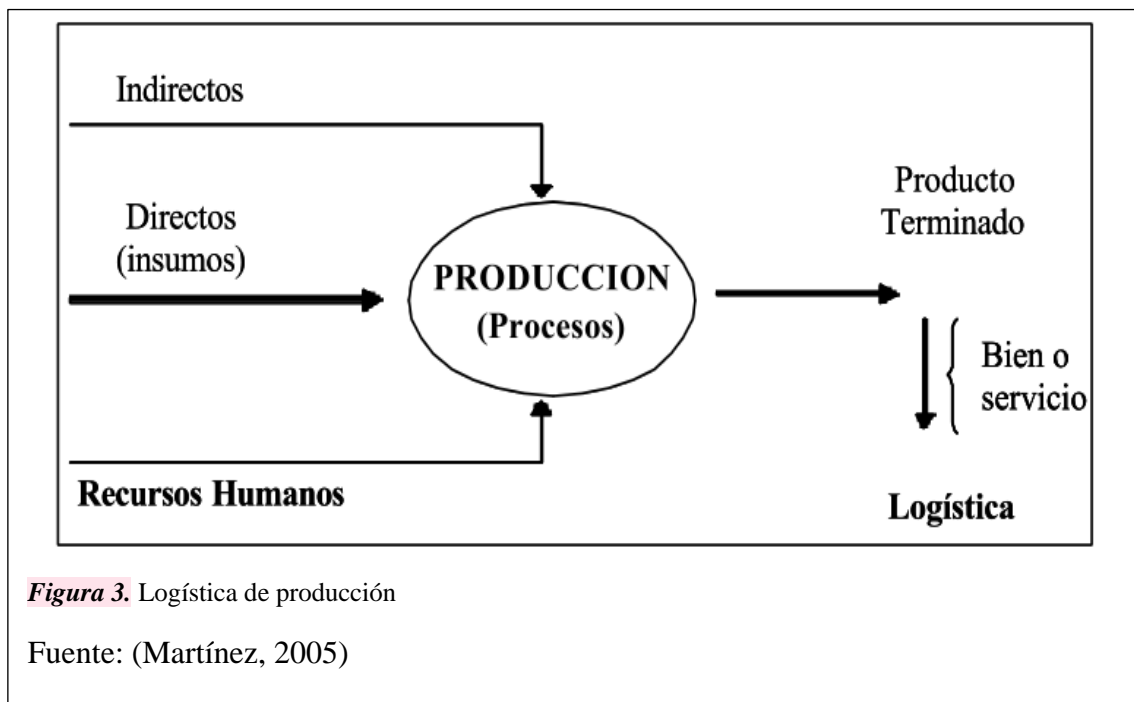 Indirectos
Directos
(insumos)
PRODUCCION
(Procesos)
Recursos Humanos
Producto
Terminado
Bien o
servicio
Logística
Figura 3. Logística de producción
Fuente: (Martínez, 2005)